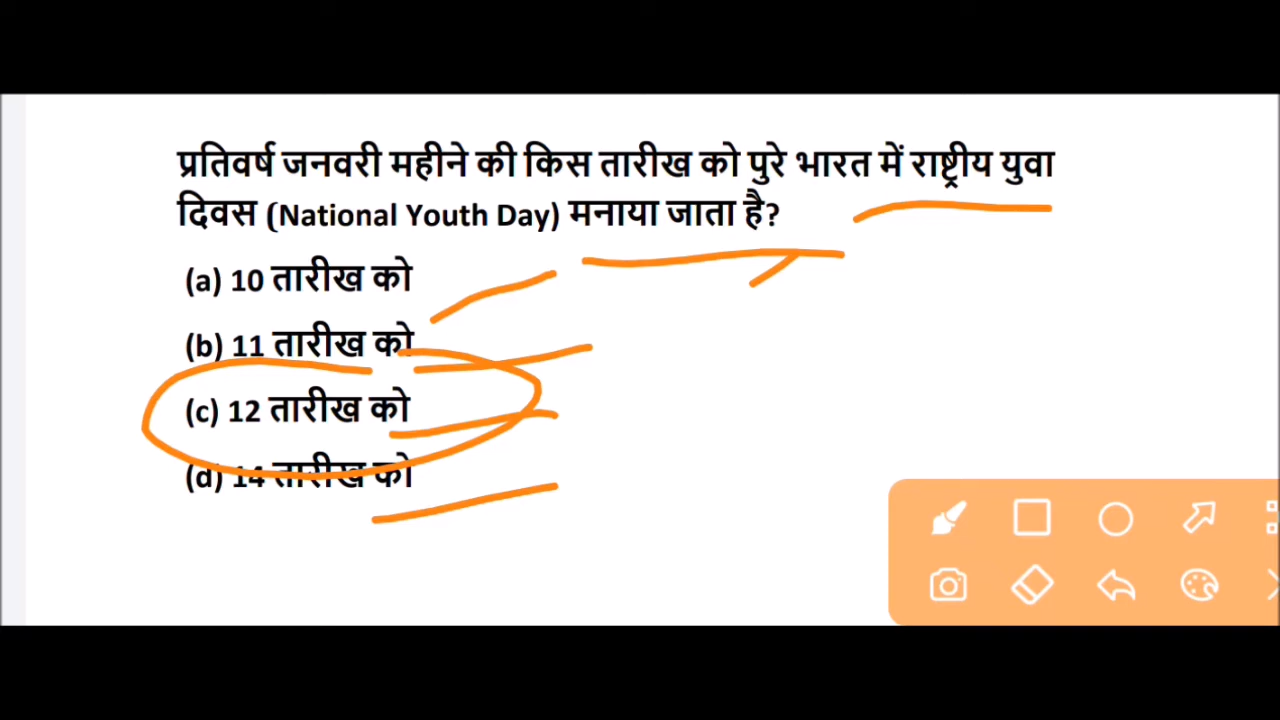 प्रतिवर्ष जनवरी महीने की किस तारीख को पुरे भारत में राष्ट्रीय युवा
दिवस (National Youth Day) मनाया जाता है?
(a) 10 तारीख को
(b) 11 तारीख को
(c) 12 तारीख को
(d) 14 तारीख को